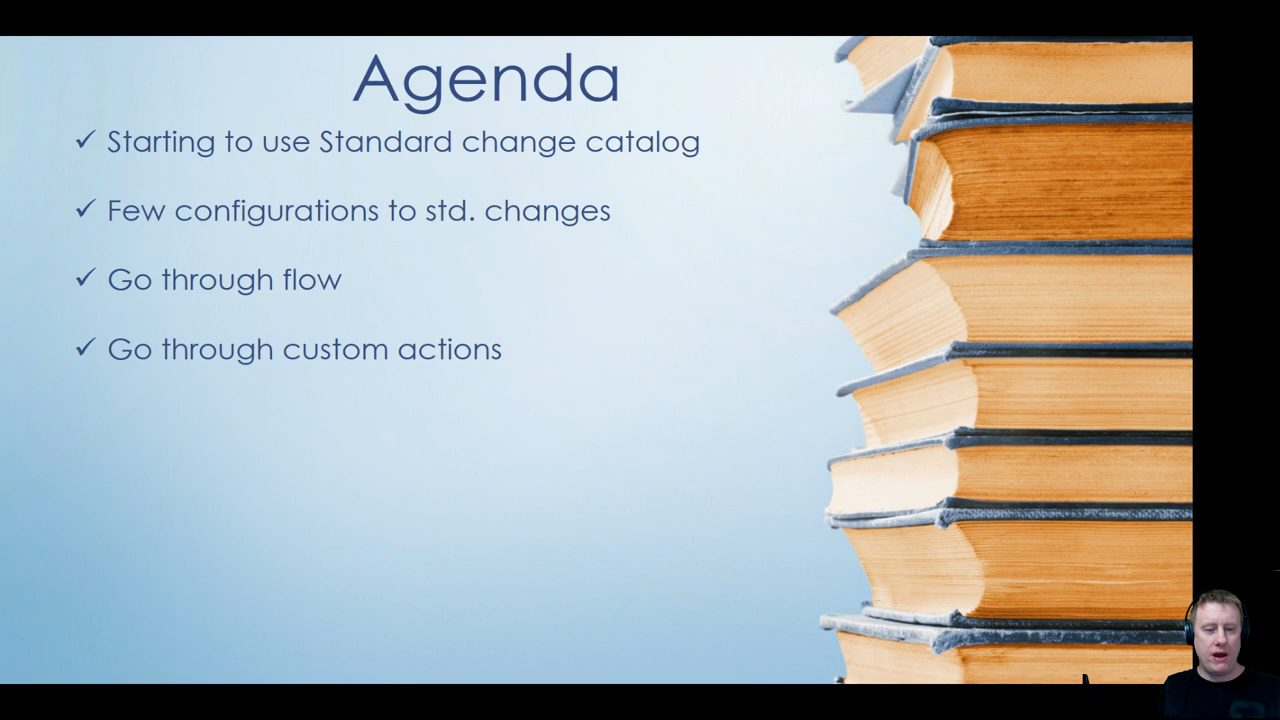 Agenda
✓ Starting to use Standard change catalog
✓ Few configurations to std. changes
✓ Go through flow
✓ Go through custom actions